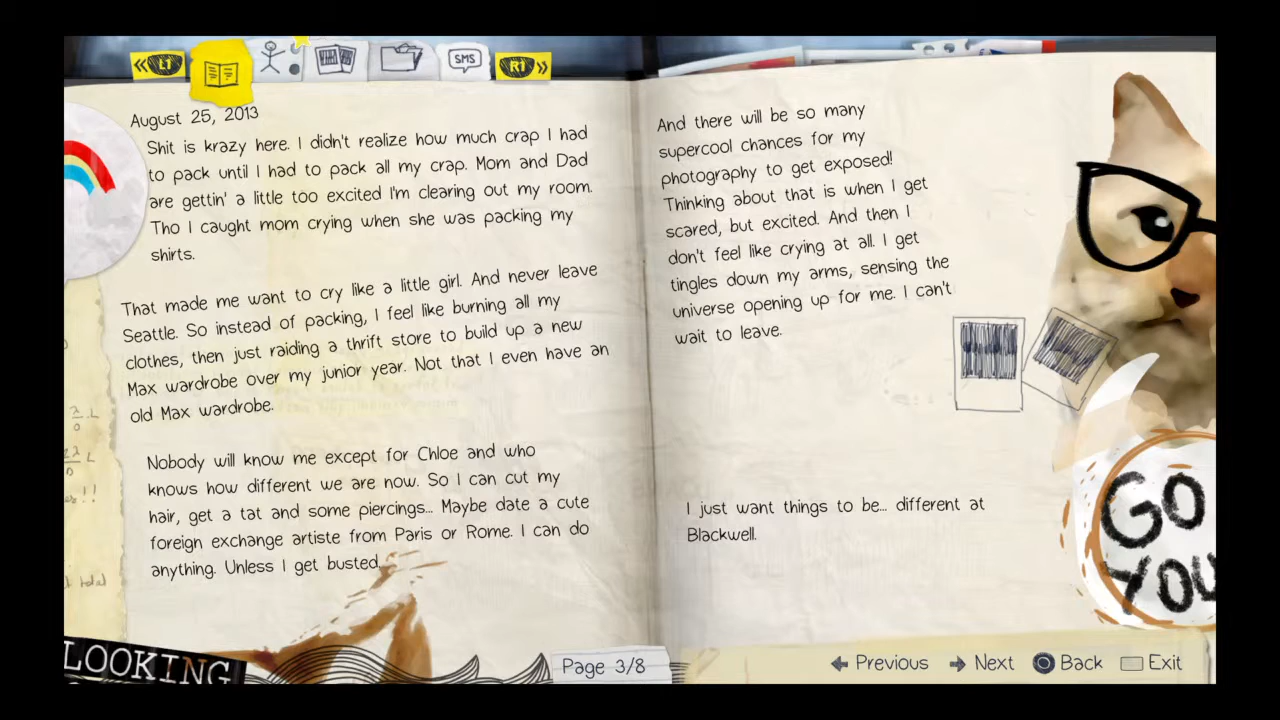 L1
SMS
R1
August 25, 2013
Shit is krazy here. I didn't realize how much crap I had
to pack until I had to pack all my crap. Mom and Dad
are gettin' a little too excited I'm clearing out my room.
Tho I caught mom crying when she was packing my
shirts.
That made me want to cry like a little girl. And never leave
Seattle. So instead of packing, I feel like burning all my
clothes, then just raiding a thrift store to build up a new
Max wardrobe over my junior year. Not that I even have an
old Max wardrobe.
Nobody will know me except for Chloe and who
knows how different we are now. So I can cut my
hair, get a tat and some piercings... Maybe date a cute
foreign exchange artiste from Paris or Rome. I can do
anything. Unless I get busted.
And there will be so many
supercool chances for my
photography to get exposed!
Thinking about that is when I get
scared, but excited. And then I
don't feel like crying at all. I get
tingles down my arms, sensing the
universe opening up for me. I can't
wait to leave.
I just want things to be... different at
Blackwell.
GO
YOU
LOOKING
Page 3/8
Previous Next Back Exit